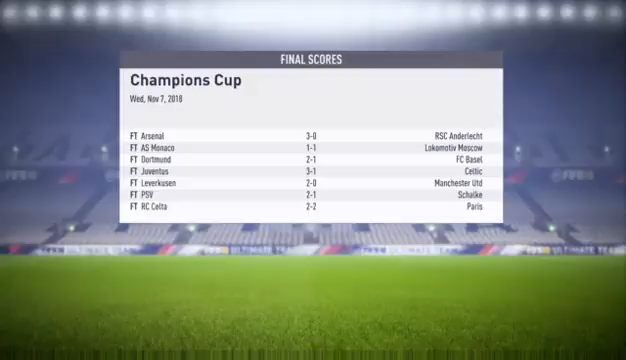 FINAL SCORES
Champions Cup
Wed, Nov 7, 2018
FT Arsenal 3-0 RSC Anderlecht
FT AS Monaco 1-1 Lokomotiv Moscow
FT Dortmund 2-1 FC Basel
FT Juventus 3-1 Celtic
FT Leverkusen 2-0 Manchester Utd
FT PSV 2-1 Schalke
FT RC Celta 2-2 Paris